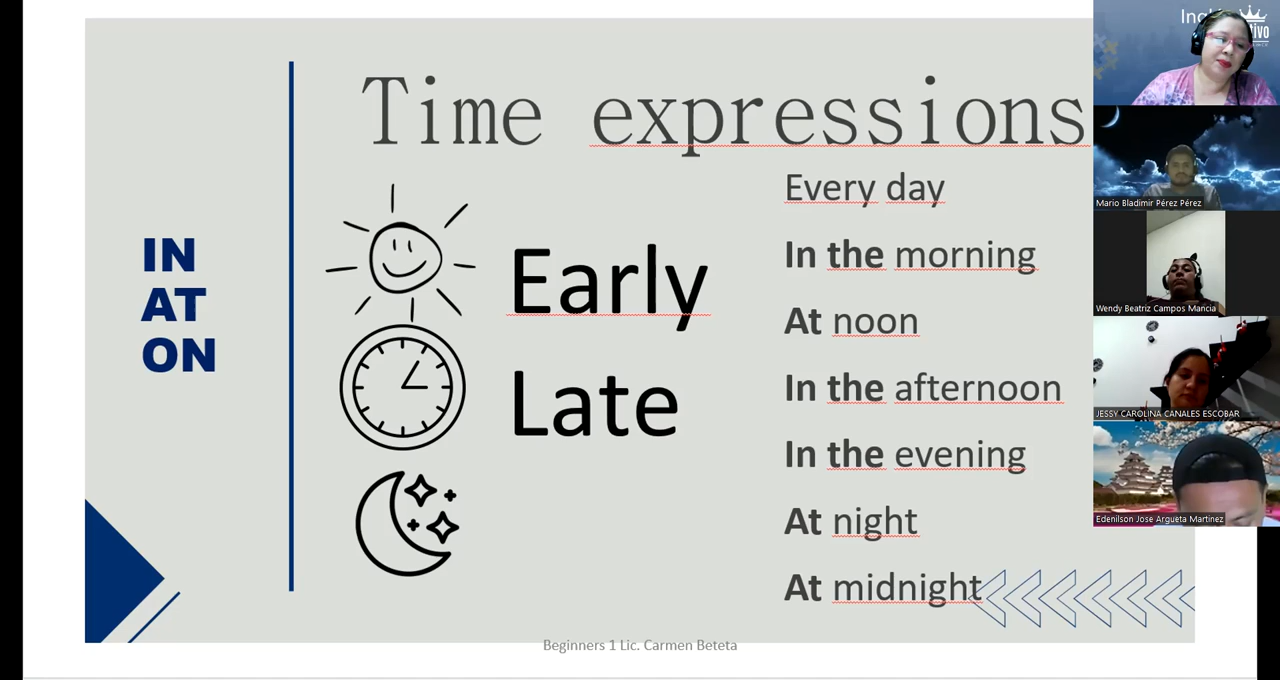 Time expressions
IN
AT
ON
Early
Late
Every day
In the morning
At noon
In the afternoon
In the evening
At night
At midnight
Beginners 1 Lic. Carmen Beteta
Mario Bladimir Pérez Pérez
Wendy Beatriz Campos Mancia
JESSY CAROLINA CANALES ESCOBAR
Edenilson Jose Argueta Martinez